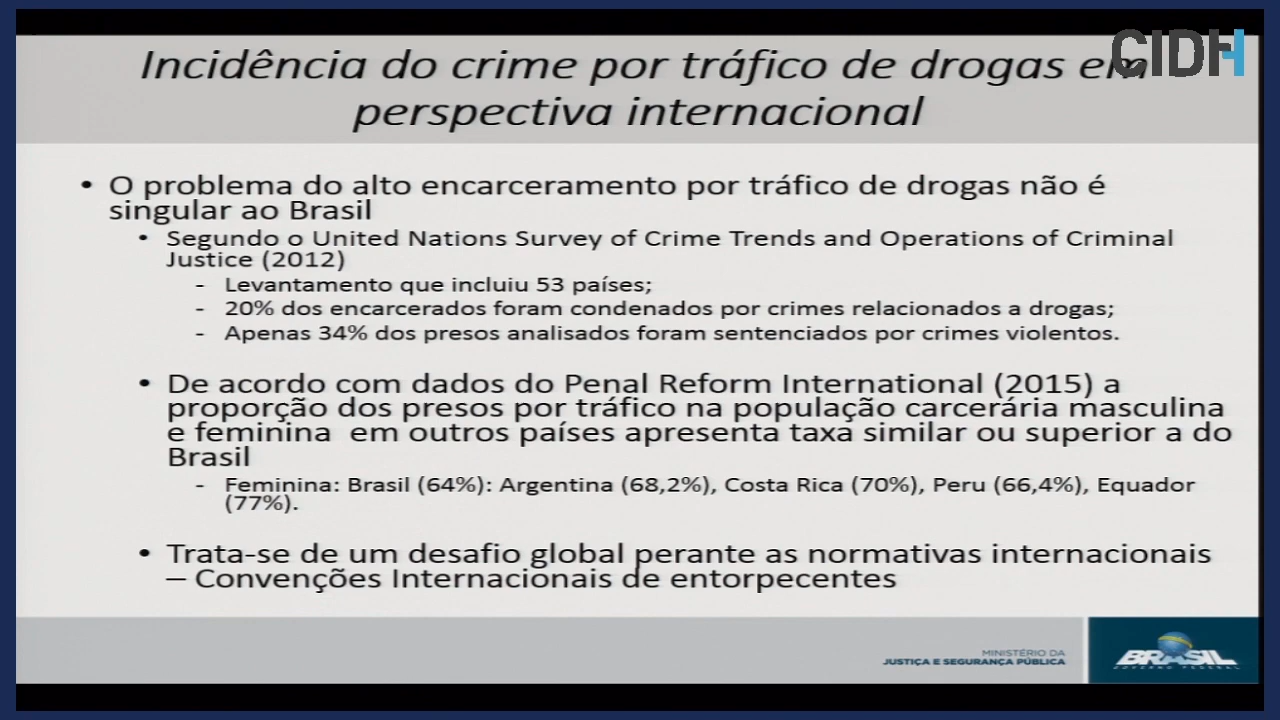 CIDH
Incidência do crime por tráfico de drogas em
perspectiva internacional
• O problema do alto encarceramento por tráfico de drogas não é
singular ao Brasil
• Segundo o United Nations Survey of Crime Trends and Operations of Criminal
Justice (2012)
- Levantamento que incluiu 53 países;
- 20% dos encarcerados foram condenados por crimes relacionados a drogas;
- Apenas 34% dos presos analisados foram sentenciados por crimes violentos.
• De acordo com dados do Penal Reform International (2015) a
proporção dos presos por tráfico na população carcerária masculina
e feminina em outros países apresenta taxa similar ou superior a do
Brasil
- Feminina: Brasil (64%): Argentina (68,2%), Costa Rica (70%), Peru (66,4%), Equador
(77%).
• Trata-se de um desafio global perante as normativas internacionais
– Convenções Internacionais de entorpecentes
MINISTÉRIO DA
JUSTIÇA E SEGURANÇA PÚBLICA
BRASIL
GOVERNO FEDERAL